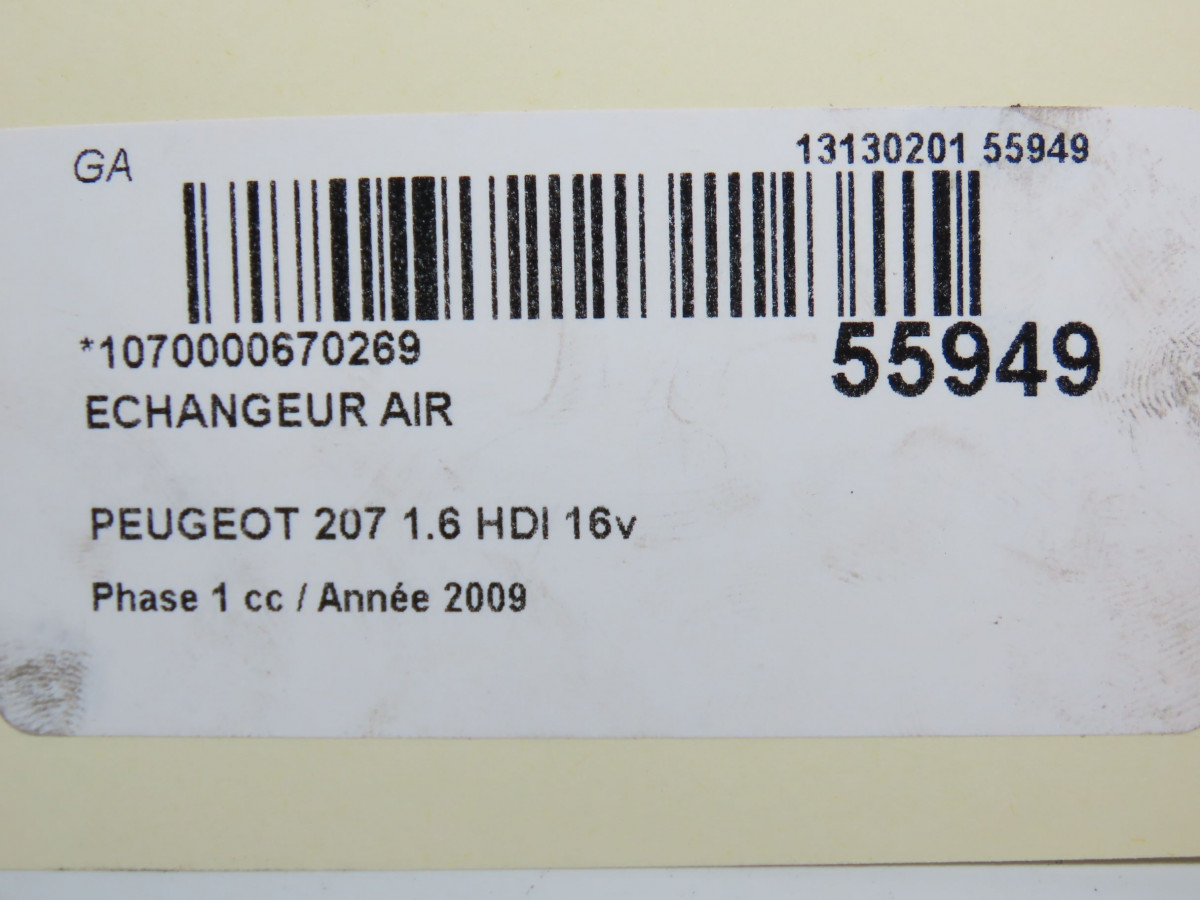 GA
13130201 55949
*1070000670269
55949
ECHANGEUR AIR
PEUGEOT 207 1.6 HDI 16v
Phase 1 cc / Année 2009